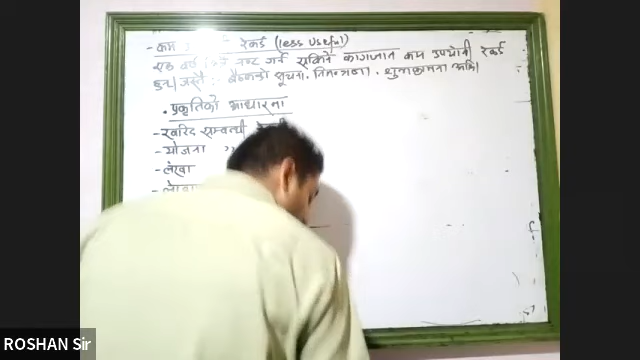 - कम रेकर्ड (less useful)
एक वर्ष नष्ट गर्न सकिने कागजात कम उपयोगी रेकर्ड
हुन्। जस्तै :- बैठकको सूचना, निमन्त्रणा, शुभकामना आदि।
• प्रकृतिको आधारमा
- खरिद सम्बन्धी
- योजना "
- लेखा
ROSHAN Sir